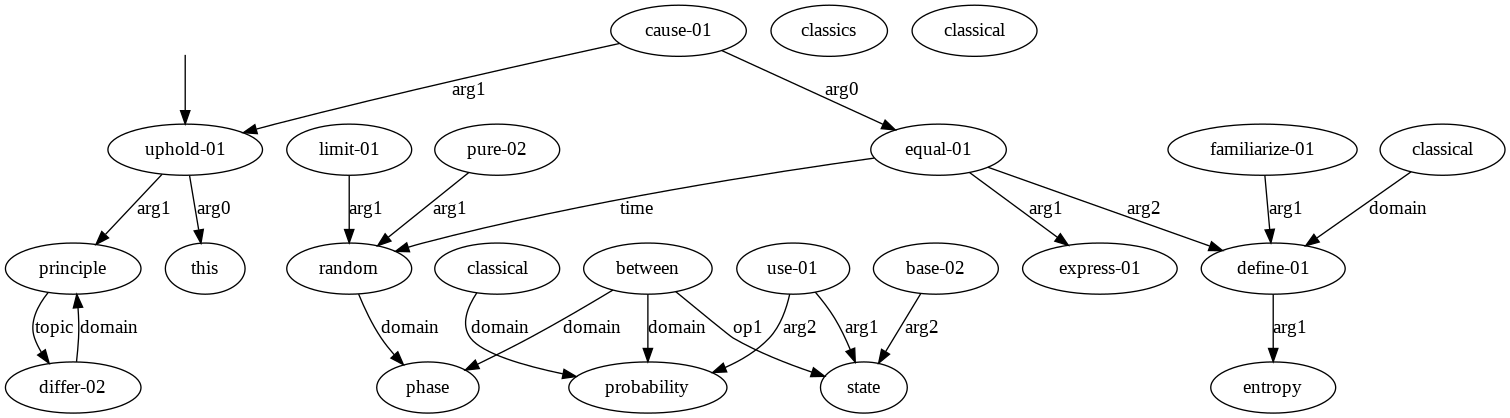 cause-01 classics classical
arg1 arg0
uphold-01 limit-01 pure-02 equal-01 familiarize-01 classical
arg1 arg0 arg1 arg1 time arg1 arg2 arg1 domain
principle this random classical between use-01 base-02 express-01 define-01
topic domain domain domain domain domain op1 arg2 arg1 arg2 arg1
differ-02 phase probability state entropy